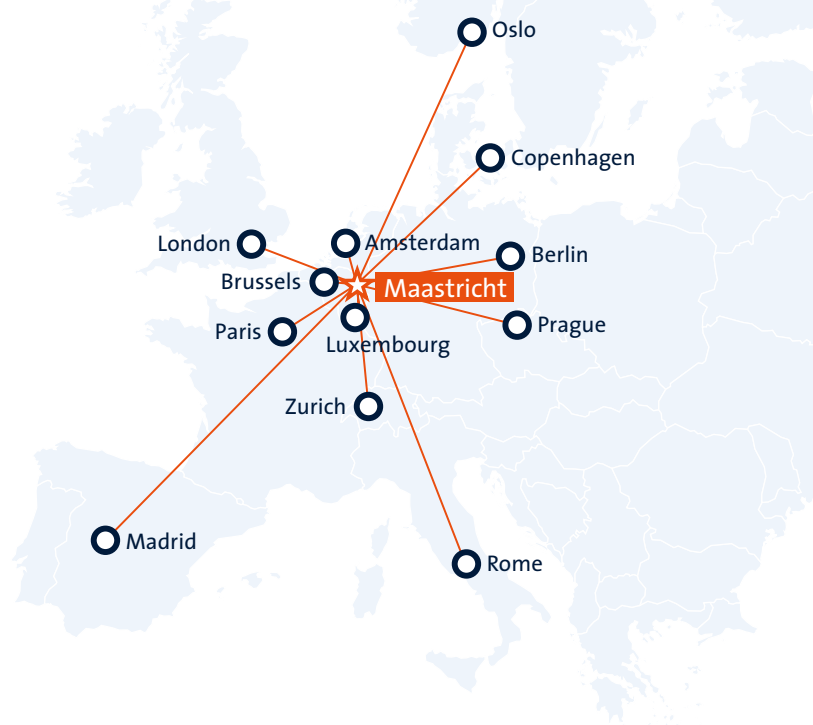 Oslo
Copenhagen
London
Amsterdam
Berlin
Brussels
Maastricht
Paris
Prague
Luxembourg
Zurich
Madrid
Rome